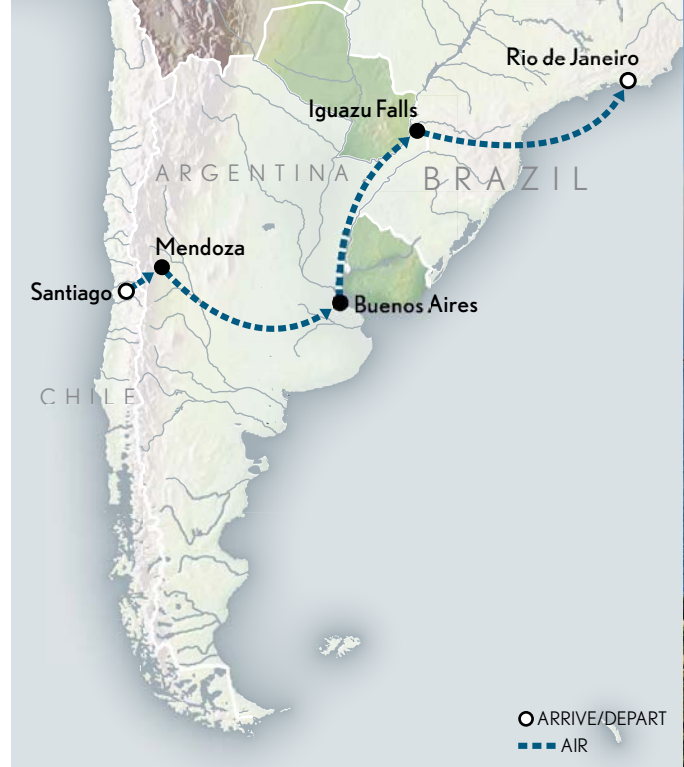 Rio de Janeiro
Iguazu Falls
ARGENTINA
BRAZIL
Mendoza
Santiago
Buenos Aires
CHILE
ARRIVE/DEPART
AIR